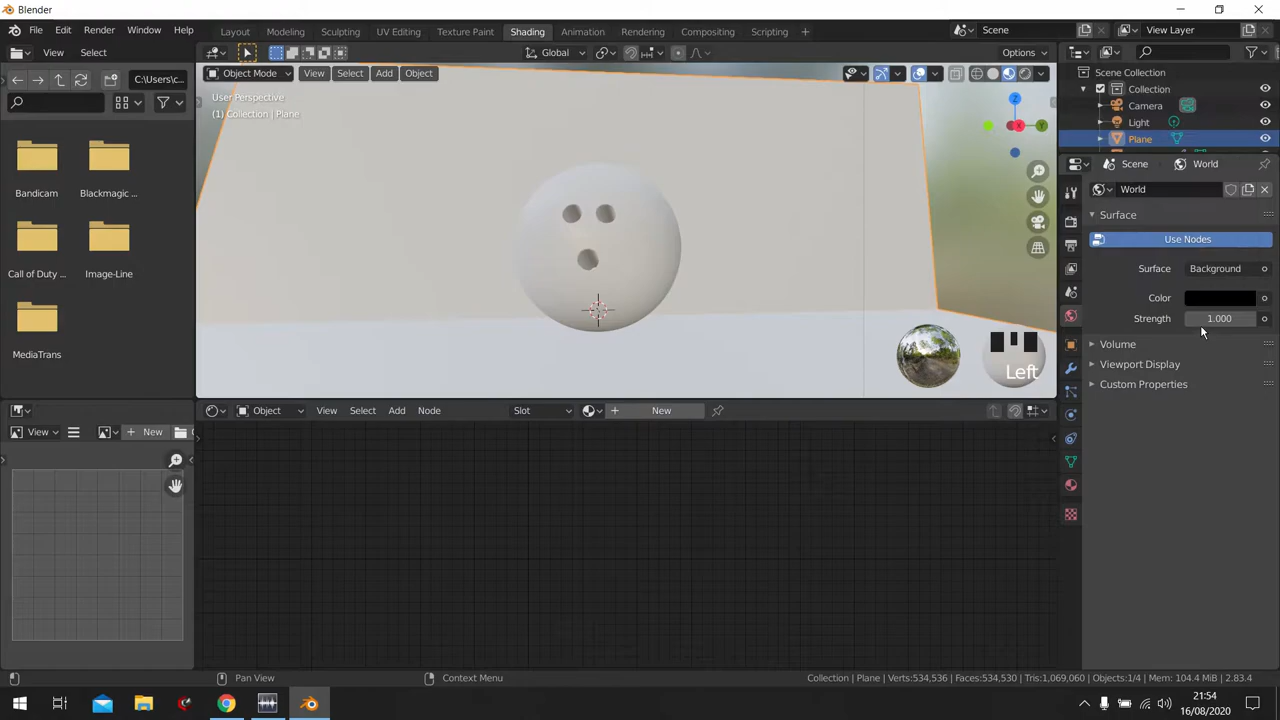 Blender
File Edit Render Window Help
Layout Modeling Sculpting UV Editing Texture Paint Shading Animation Rendering Compositing Scripting +
Scene
View Layer
View Select
Global
Options
C:\Users\c...
Object Mode View Select Add Object
User Perspective
(1) Collection | Plane
Scene Collection
Collection
Camera
Light
Plane
Scene World
World
Surface
Use Nodes
Surface Background
Color
Strength 1.000
Volume
Viewport Display
Custom Properties
Bandicam
Blackmagic ...
Call of Duty ...
Image-Line
MediaTrans
Z
X
Y
Left
View New
Object View Select Add Node Slot New
Pan View
Context Menu
Collection | Plane | Verts:534,536 | Faces:534,530 | Tris:1,069,060 | Objects:1/4 | Mem: 104.4 MiB | 2.83.4
21:54
16/08/2020